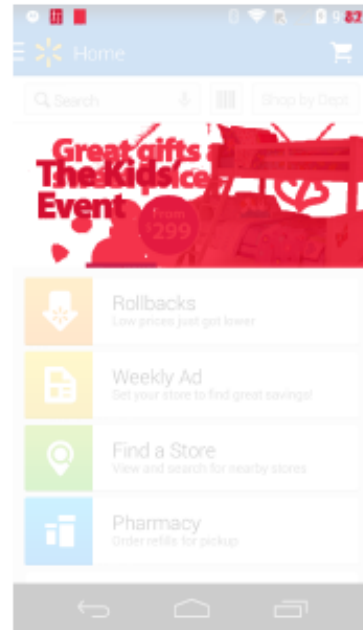 Home
Search
Shop by Dept
Great gifts
The Kids'
Event
From
$299
Rollbacks
Low prices just got lower
Weekly Ad
Set your store to find great savings!
Find a Store
View and search for nearby stores
Pharmacy
Order refills for pickup